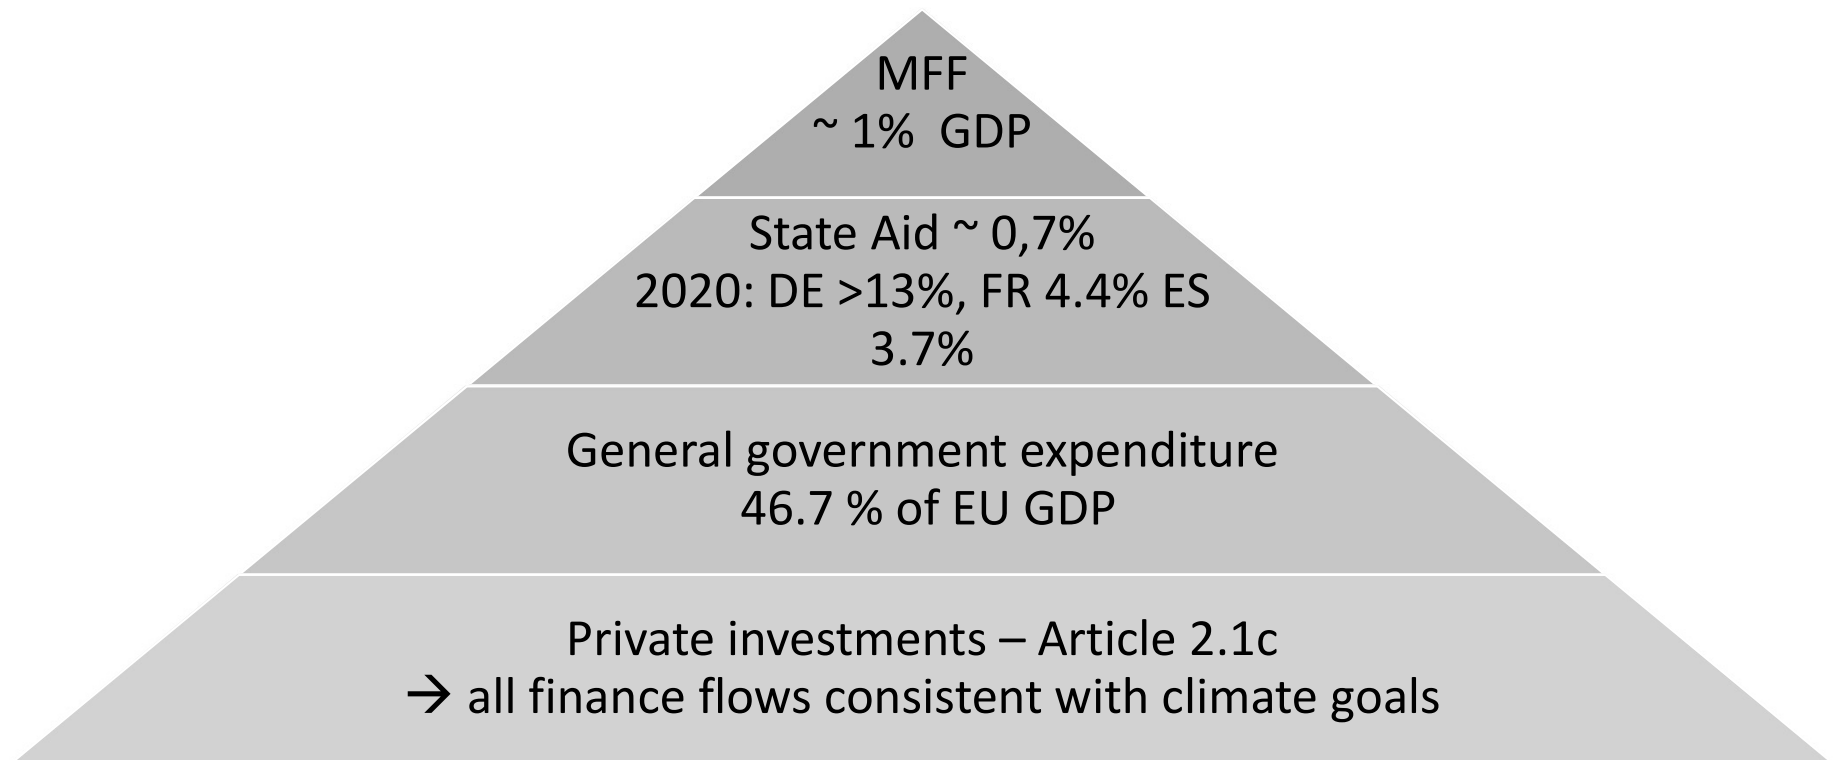 MFF
~ 1%  GDP
State Aid ~ 0,7%
2020: DE >13%, FR 4.4% ES
3.7%
General government expenditure
46.7 % of EU GDP
Private investments – Article 2.1c
→ all finance flows consistent with climate goals